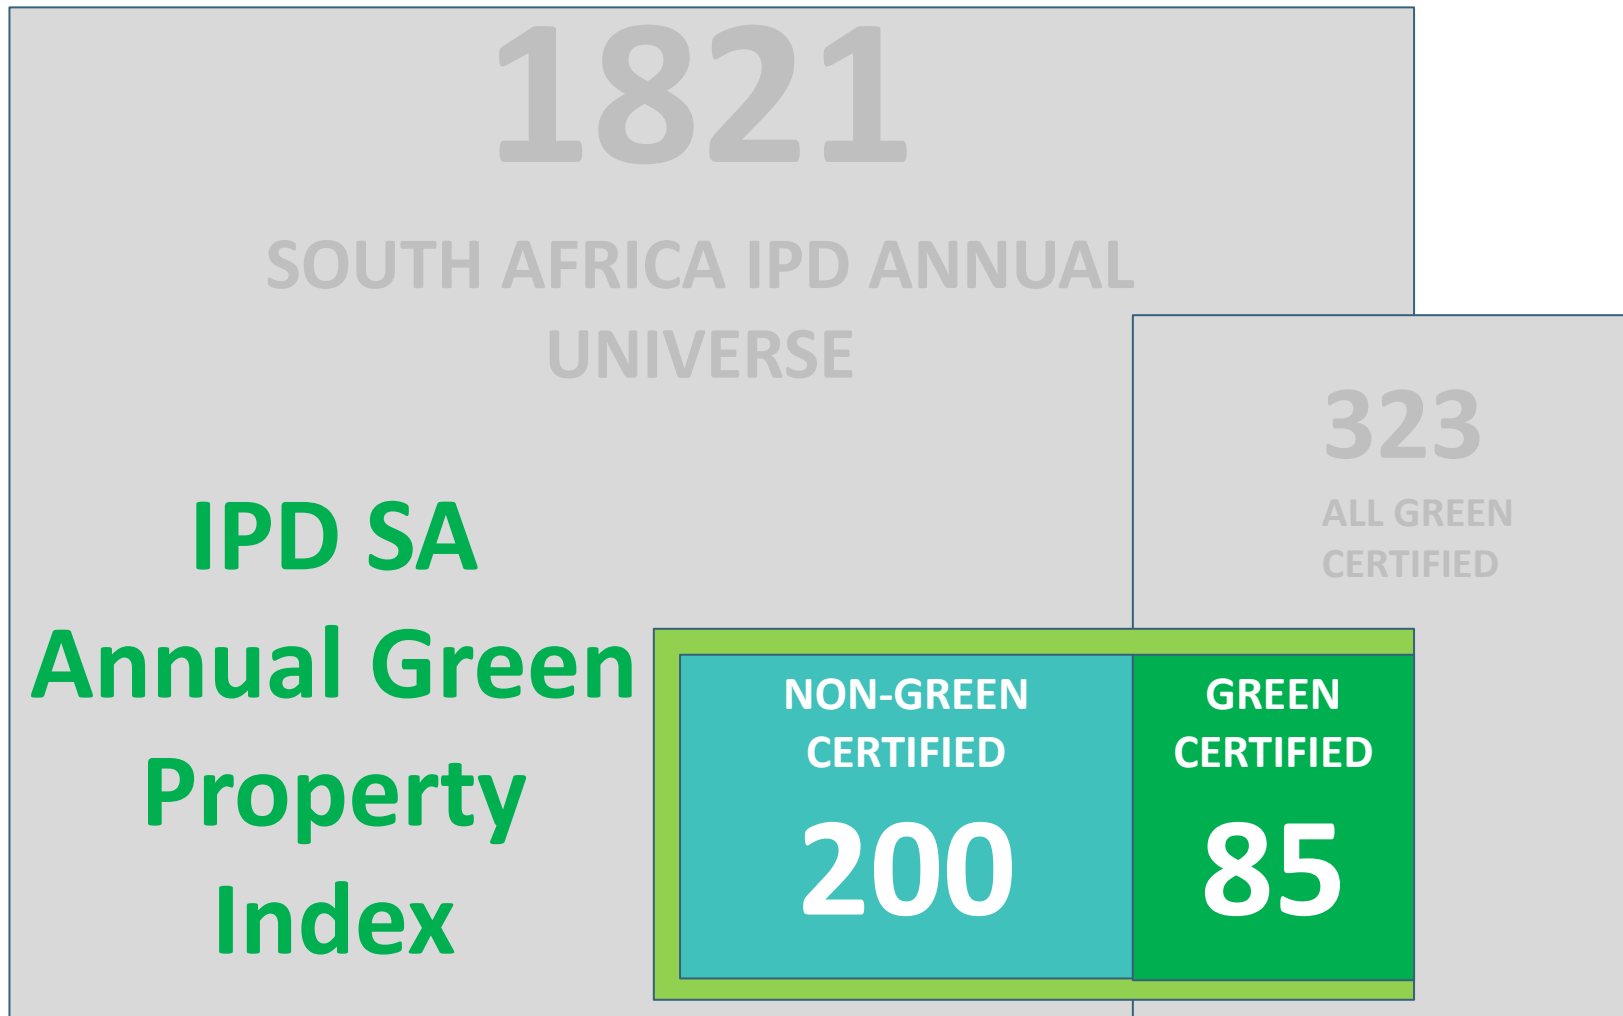 1821
SOUTH AFRICA IPD ANNUAL
UNIVERSE
323
ALL GREEN
CERTIFIED
IPD SA
Annual Green
Property
Index
NON-GREEN
CERTIFIED
200
GREEN
CERTIFIED
85